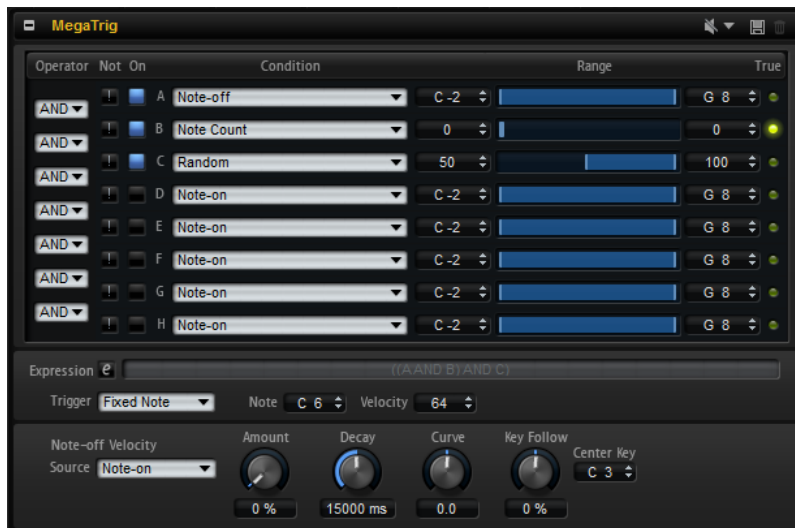 MegaTrig
Operator Not On Condition Range True
! A Note-off C -2 G 8
AND
! B Note Count 0 0
AND
! C Random 50 100
AND
! D Note-on C -2 G 8
AND
! E Note-on C -2 G 8
AND
! F Note-on C -2 G 8
AND
! G Note-on C -2 G 8
AND
! H Note-on C -2 G 8
Expression e ((A AND B) AND C)
Trigger Fixed Note Note C 6 Velocity 64
Note-off Velocity Amount Decay Curve Key Follow
Center Key
Source Note-on C 3
0 % 15000 ms 0.0 0 %